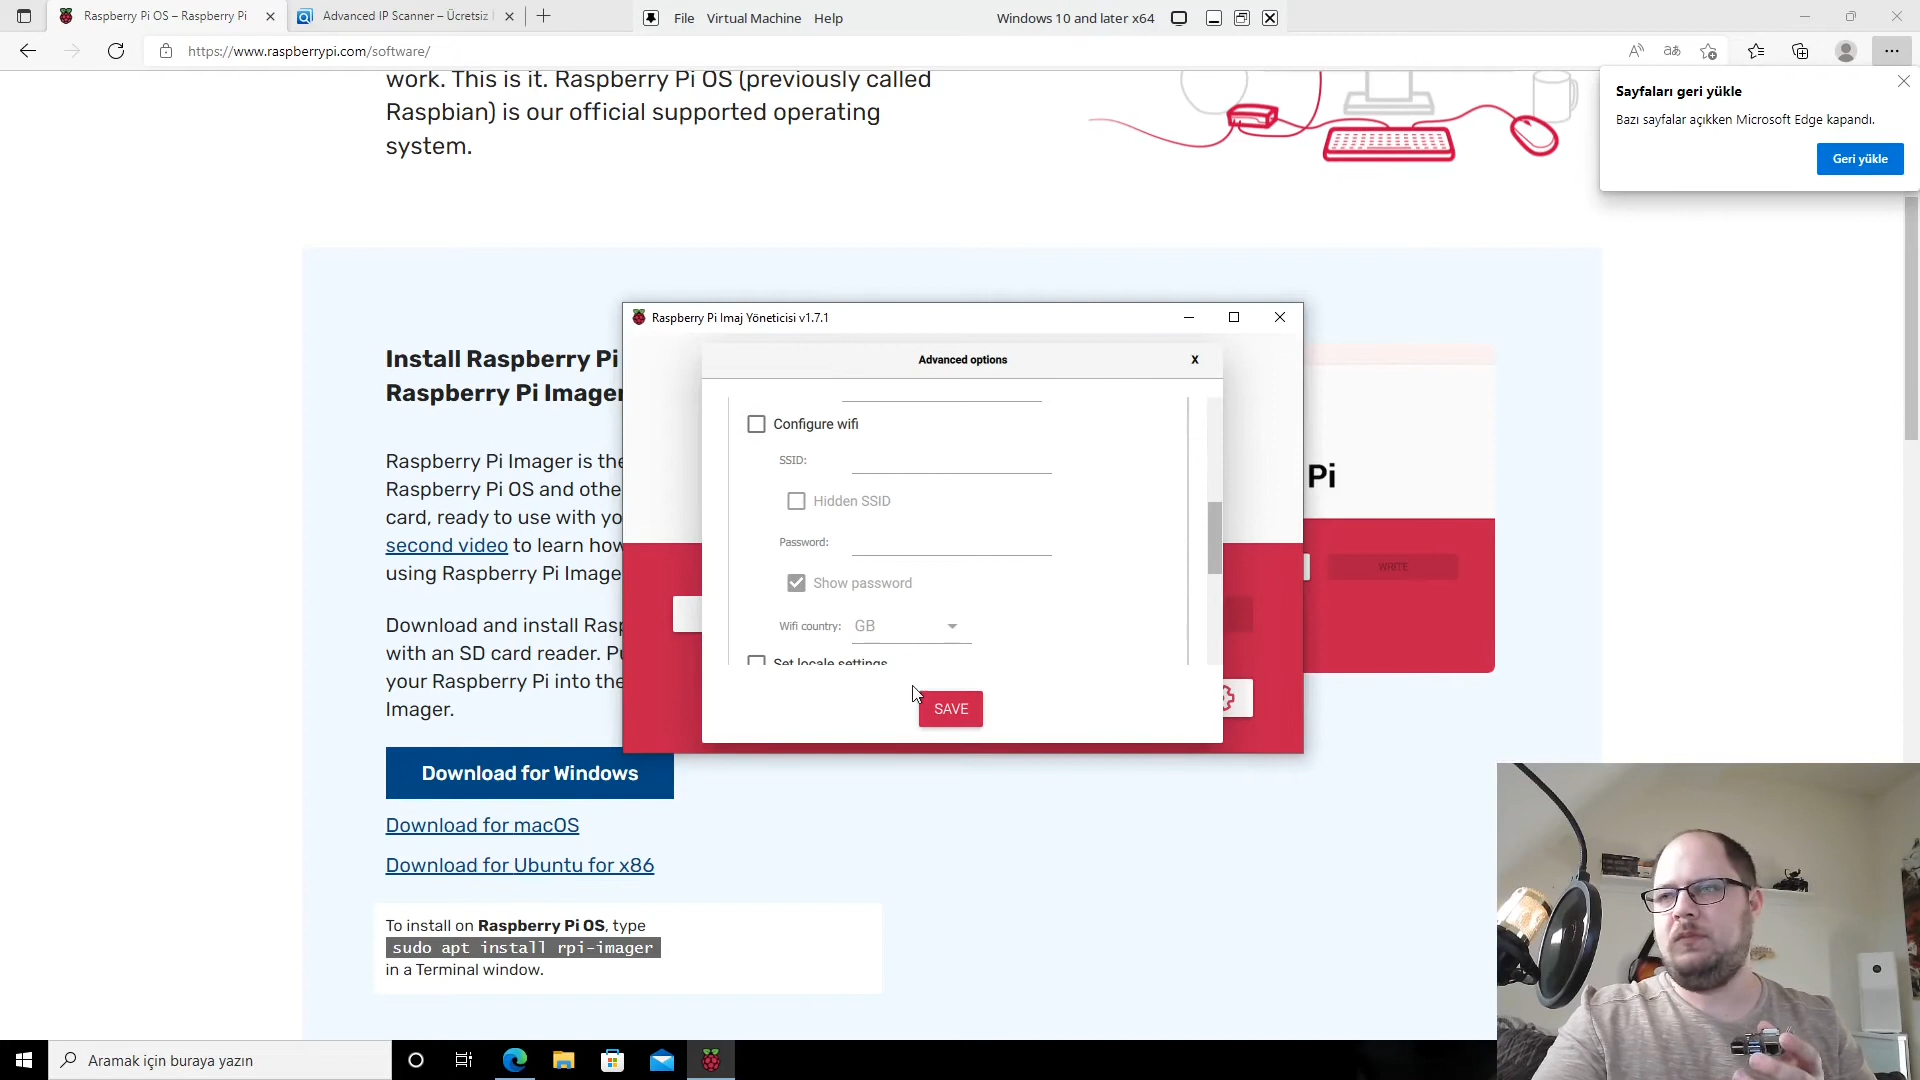 Raspberry Pi OS – Raspberry Pi
Advanced IP Scanner – Ücretsiz
File Virtual Machine Help
Windows 10 and later x64
https://www.raspberrypi.com/software/
work. This is it. Raspberry Pi OS (previously called
Raspbian) is our official supported operating
system.
Sayfaları geri yükle
Bazı sayfalar açıkken Microsoft Edge kapandı.
Geri yükle
Install Raspberry Pi
Raspberry Pi Imager
Raspberry Pi Imager is the
Raspberry Pi OS and othe
card, ready to use with yo
second video to learn how
using Raspberry Pi Image
Download and install Rasp
with an SD card reader. Pu
your Raspberry Pi into the
Imager.
Download for Windows
Download for macOS
Download for Ubuntu for x86
To install on Raspberry Pi OS, type
sudo apt install rpi-imager
in a Terminal window.
Raspberry Pi Imaj Yöneticisi v1.7.1
Advanced options
X
Configure wifi
SSID:
Hidden SSID
Password:
Show password
Wifi country: GB
Set locale settings
SAVE
Pi
WRITE
Aramak için buraya yazın